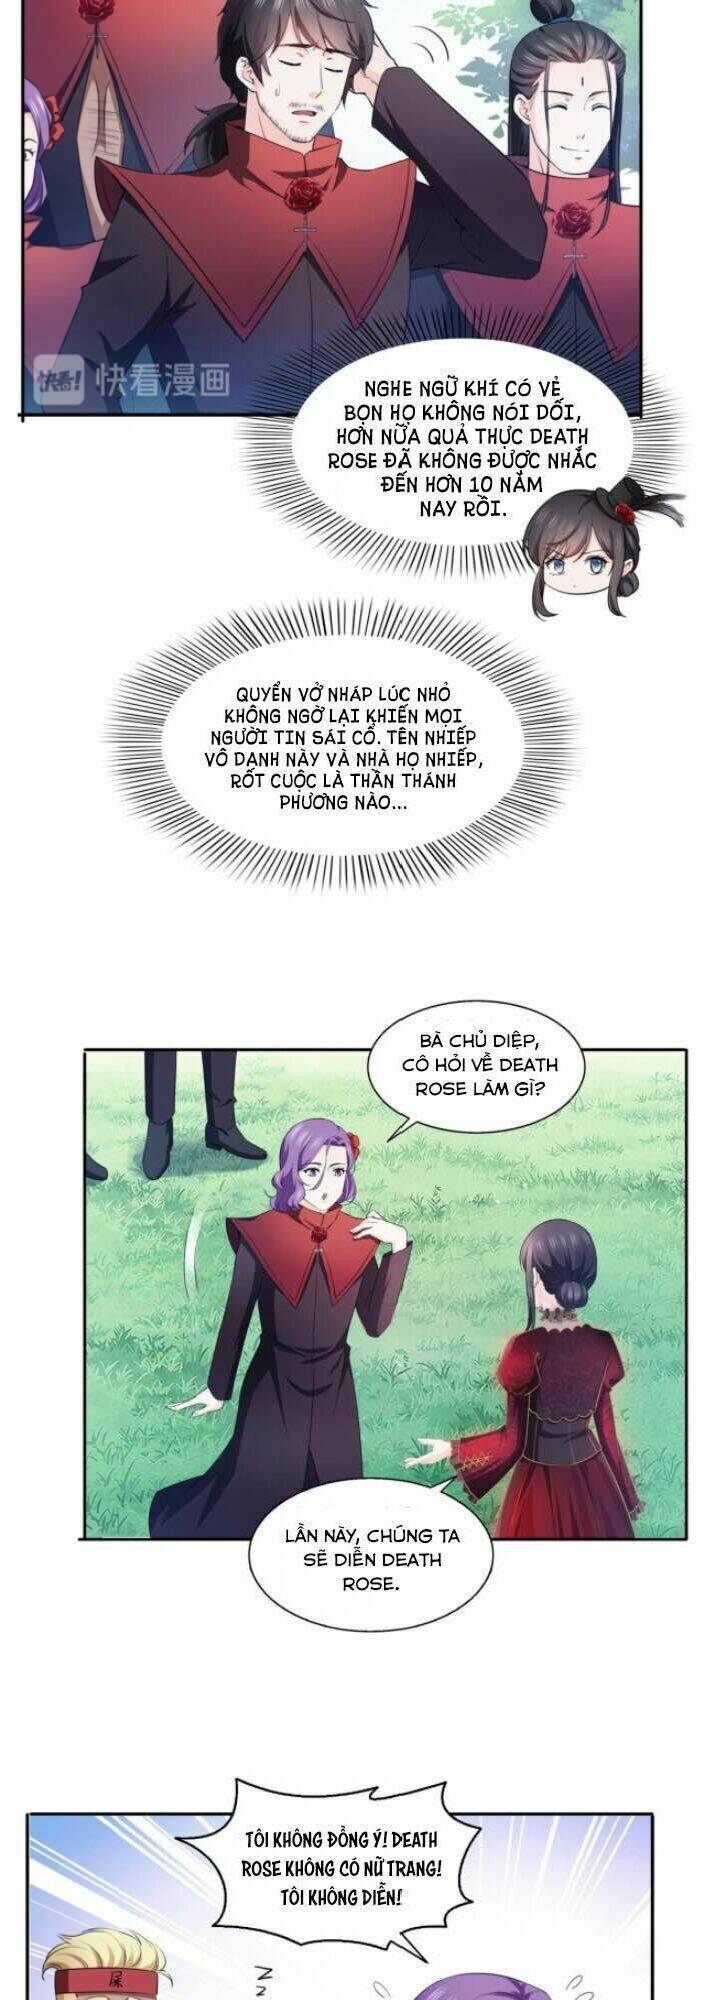 快看! 快看漫画
NGHE NGỮ KHÍ CÓ VẺ
BỌN HỌ KHÔNG NÓI DỐI,
HƠN NỮA QUẢ THỰC DEATH
ROSE ĐÃ KHÔNG ĐƯỢC NHẮC
ĐẾN HƠN 10 NĂM
NAY RỒI.
QUYỂN VỞ NHÁP LÚC NHỎ
KHÔNG NGỜ LẠI KHIẾN MỌI
NGƯỜI TIN SÁI CỔ. TÊN NHIẾP
VÔ DANH NÀY VÀ NHÀ HỌ NHIẾP,
RỐT CUỘC LÀ THẦN THÁNH
PHƯƠNG NÀO...
BÀ CHỦ DIỆP,
CÔ HỎI VỀ DEATH
ROSE LÀM GÌ?
LẦN NÀY, CHÚNG TA
SẼ DIỄN DEATH
ROSE.
TÔI KHÔNG ĐỒNG Ý! DEATH
ROSE KHÔNG CÓ NỮ TRANG!
TÔI KHÔNG DIỄN!
屎